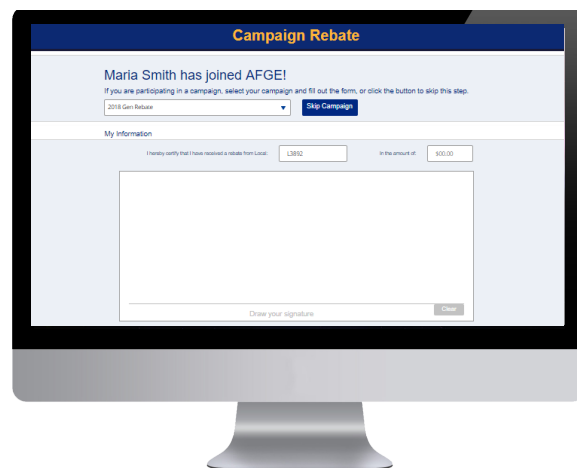 Campaign Rebate
Maria Smith has joined AFGE!
If you are participating in a campaign, select your campaign and fill out the form, or click the button to skip this step.
2018 Gen Rebate
Skip Campaign
My Information
I hereby certify that I have received a rebate from Local: L3892 In the amount of: $00.00
Draw your signature Clear